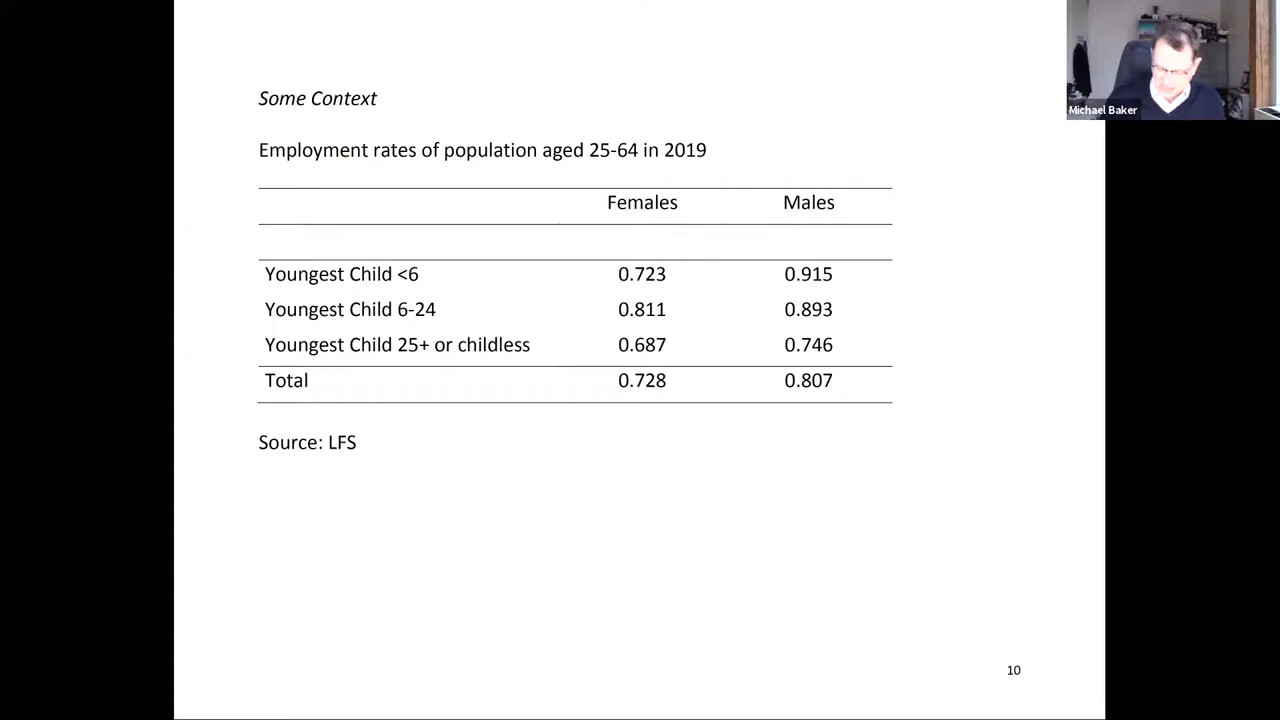 Michael Baker
Some Context
Employment rates of population aged 25-64 in 2019
Females Males
Youngest Child <6 0.723 0.915
Youngest Child 6-24 0.811 0.893
Youngest Child 25+ or childless 0.687 0.746
Total 0.728 0.807
Source: LFS
10